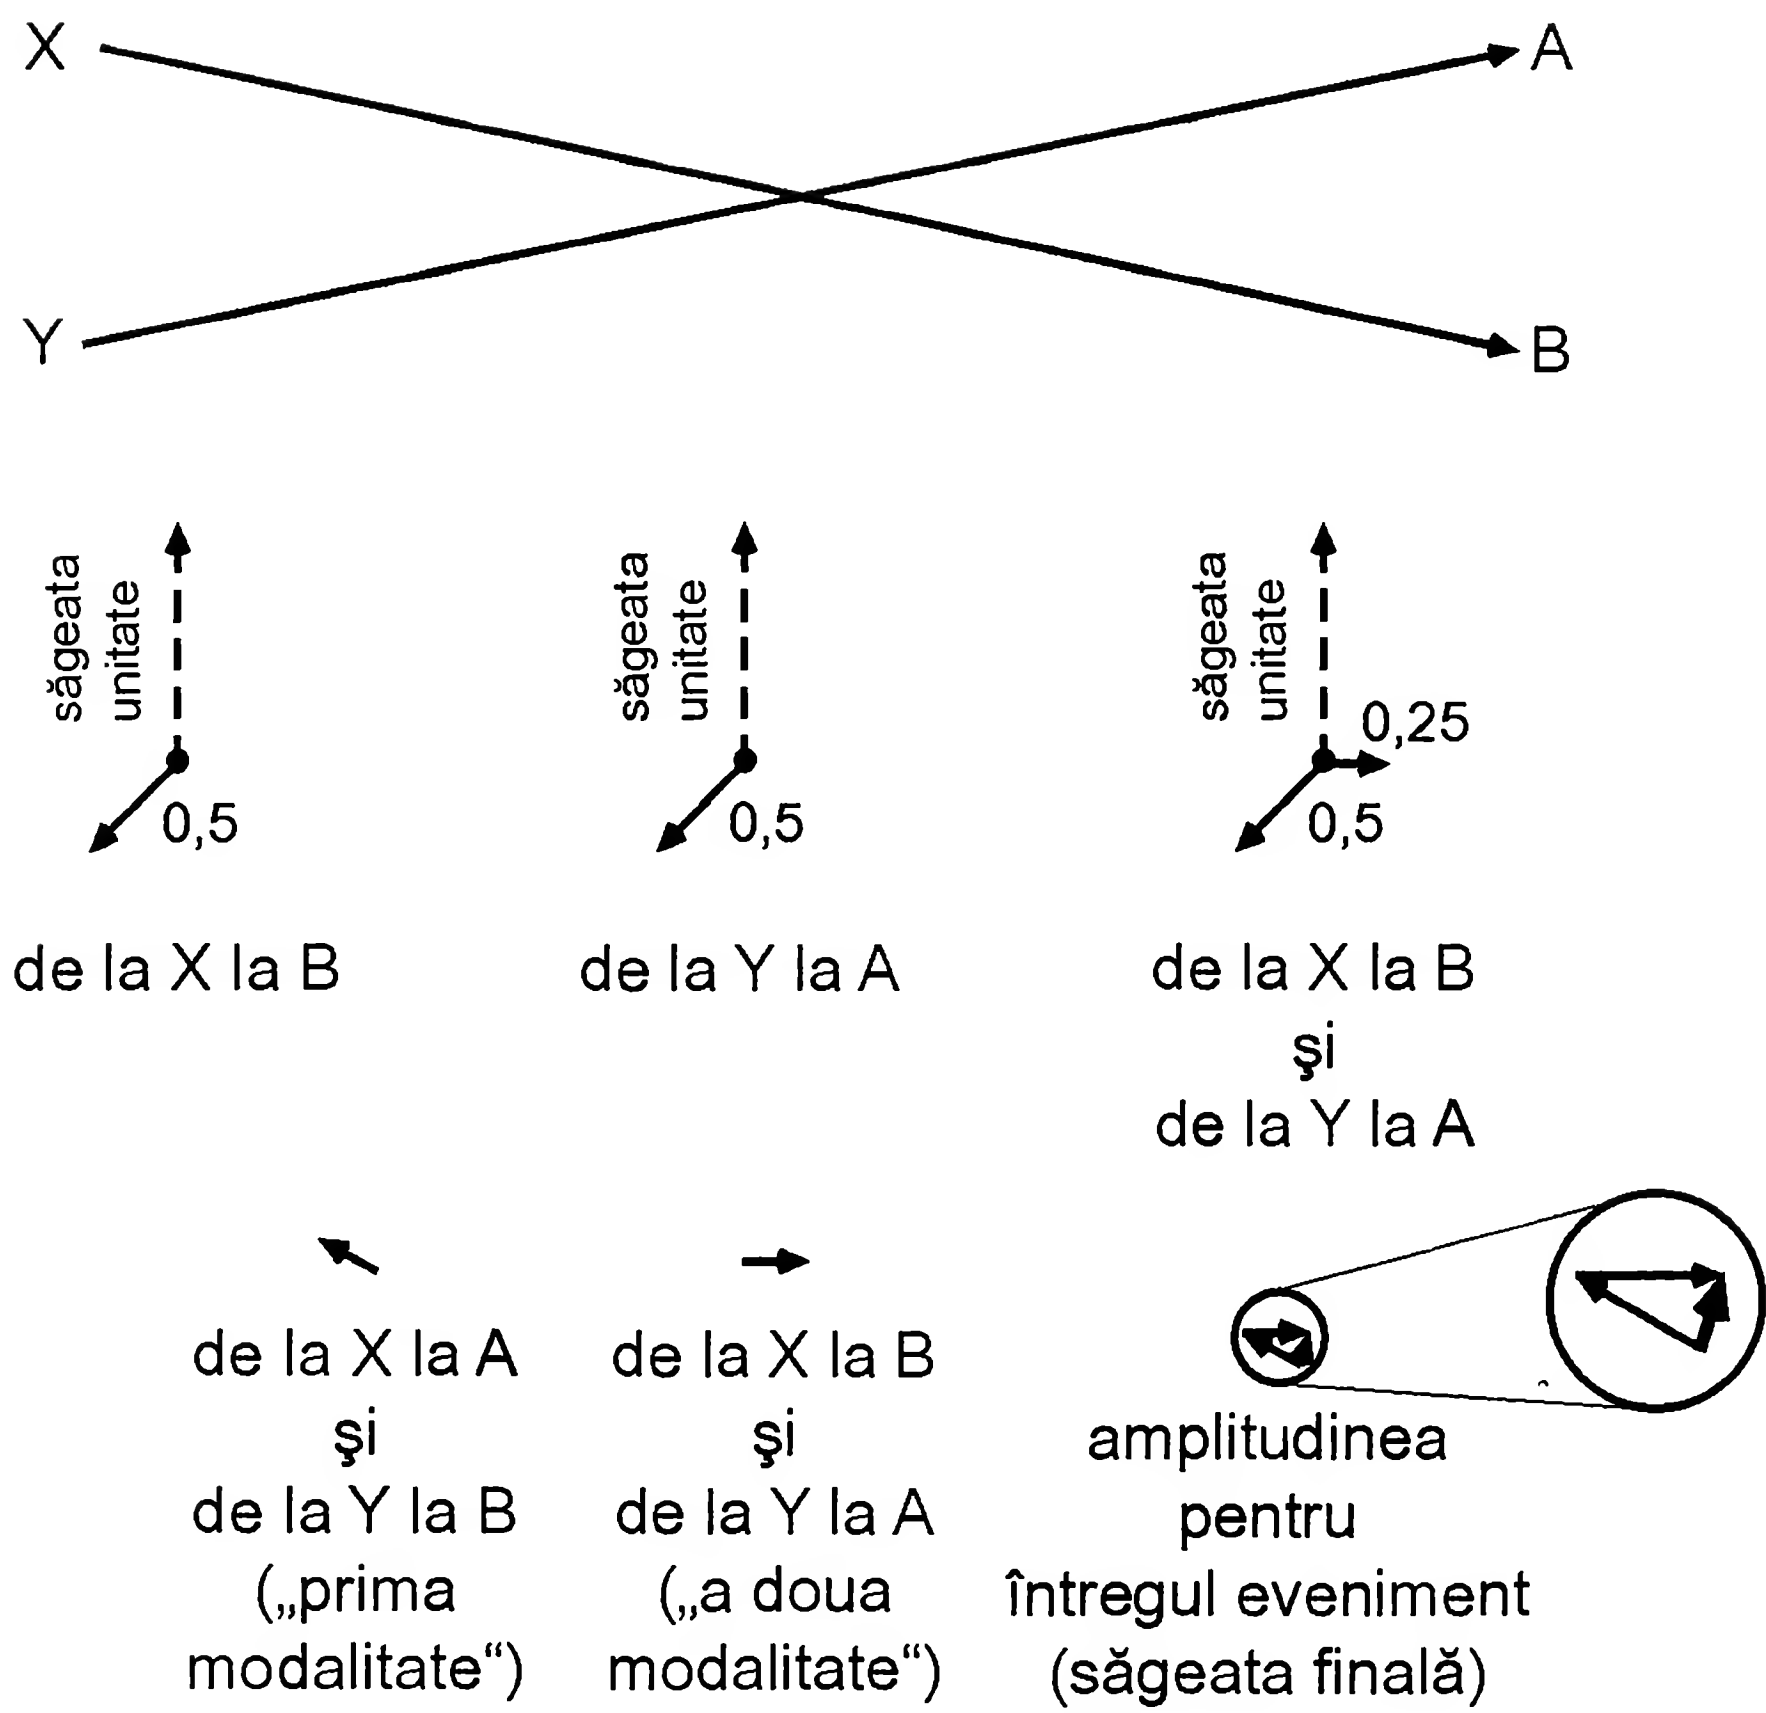 X
A
Y
B
săgeata
unitate
0,5
săgeata
unitate
0,5
săgeata
unitate
0,25
0,5
de la X la B
de la Y la A
de la X la B
şi
de la Y la A
de la X la A
şi
de la Y la B
(„prima
modalitate“)
de la X la B
şi
de la Y la A
(„a doua
modalitate“)
amplitudinea
pentru
întregul eveniment
(săgeata finală)